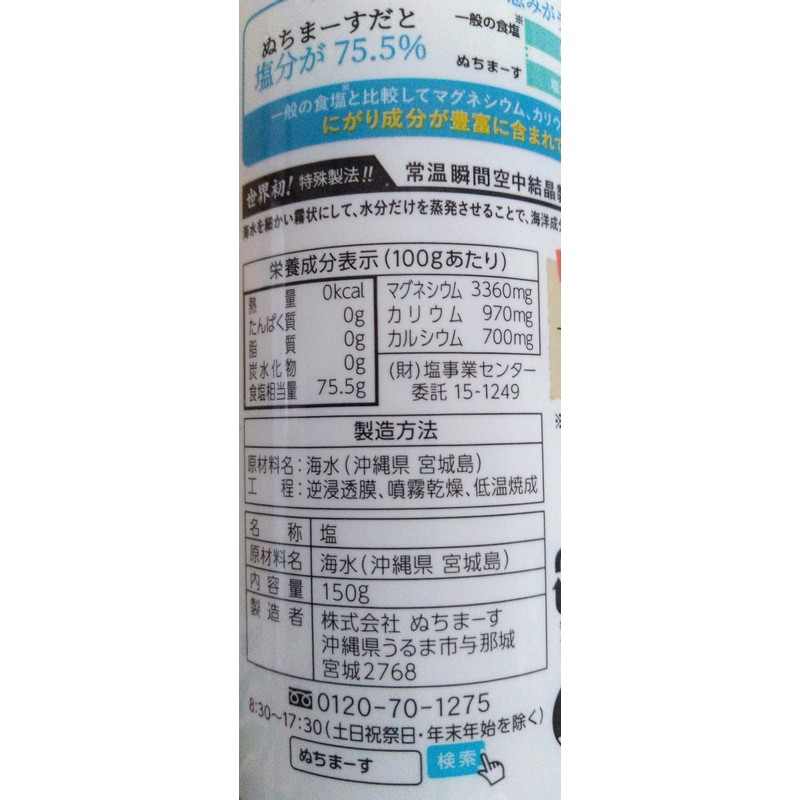 恵みが
ぬちまーすだと
塩分が 75.5%
※
一般の食塩
ぬちまーす
一般の食塩※と比較してマグネシウム、カリウ
にがり成分が豊富に含まれて
世界初! 特殊製法!! 常温瞬間空中結晶製
海水を細かい霧状にして、水分だけを蒸発させることで、海洋成分
栄養成分表示(100gあたり)
熱量 0kcal
たんぱく質 0g
脂質 0g
炭水化物 0g
食塩相当量 75.5g
マグネシウム 3360mg
カリウム 970mg
カルシウム 700mg
(財)塩事業センター
委託 15-1249
製造方法
原材料名:海水(沖縄県 宮城島)
工程:逆浸透膜、噴霧乾燥、低温焼成
名称 塩
原材料名 海水(沖縄県 宮城島)
内容量 150g
製造者 株式会社 ぬちまーす
沖縄県うるま市与那城
宮城2768
0120-70-1275
8:30~17:30(土日祝祭日・年末年始を除く)
ぬちまーす 検索